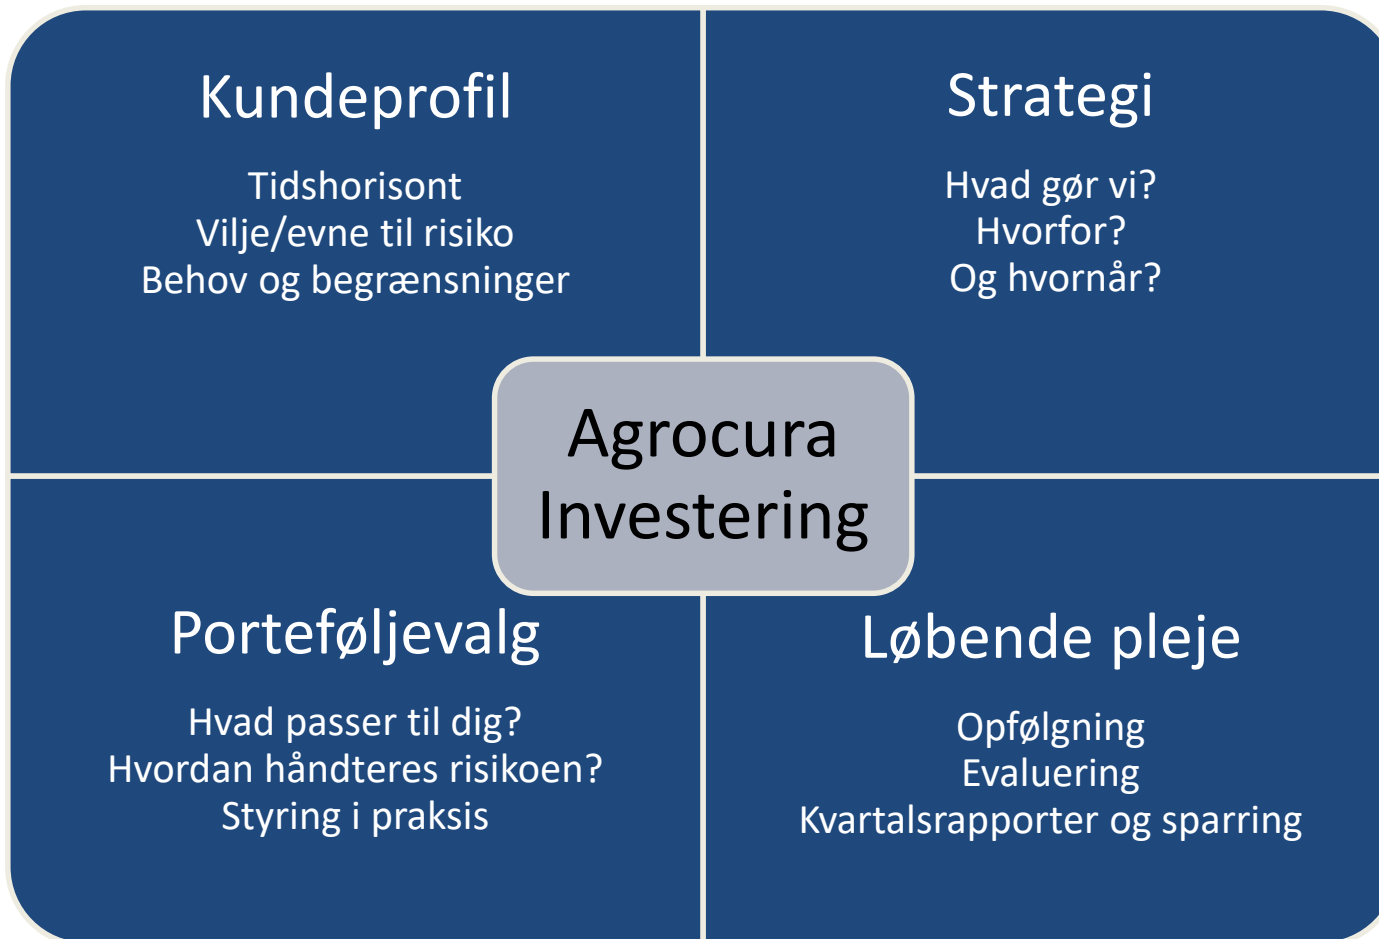 Kundeprofil
Tidshorisont
Vilje/evne til risiko
Behov og begrænsninger
Strategi
Hvad gør vi?
Hvorfor?
Og hvornår?
Agrocura
Investering
Porteføljevalg
Hvad passer til dig?
Hvordan håndteres risikoen?
Styring i praksis
Løbende pleje
Opfølgning
Evaluering
Kvartalsrapporter og sparring